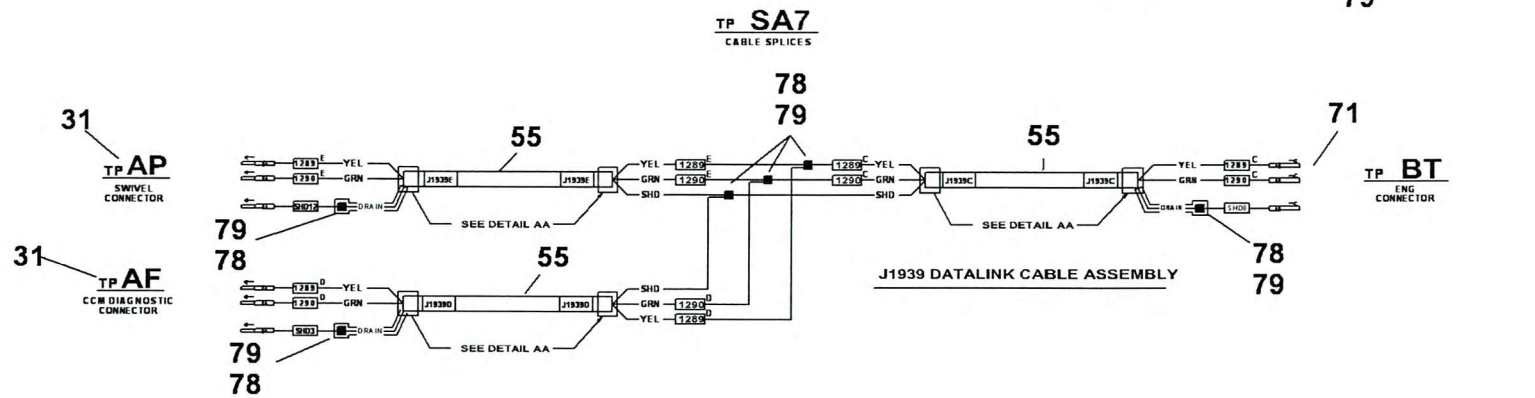 79
TP SA7
CABLE SPLICES
78
79
31
TP AP
SWIVEL
CONNECTOR
1289 E YEL
1290 E GRN
SHD12 DRAIN
79
78
J1939E
55
J1939E
SEE DETAIL AA
YEL 1289 E
GRN 1290 E
SHD
1289 C YEL
1290 C GRN
SHD
J1939C
55
J1939C
SEE DETAIL AA
YEL 1289 C
GRN 1290 C
DRAIN SHD8
71
TP BT
ENG
CONNECTOR
78
79
31
TP AF
CCM DIAGNOSTIC
CONNECTOR
1289 D YEL
1290 D GRN
SHD3 DRAIN
79
78
J1939D
55
J1939D
SEE DETAIL AA
SHD
GRN 1290 D
YEL 1289 D
J1939 DATALINK CABLE ASSEMBLY